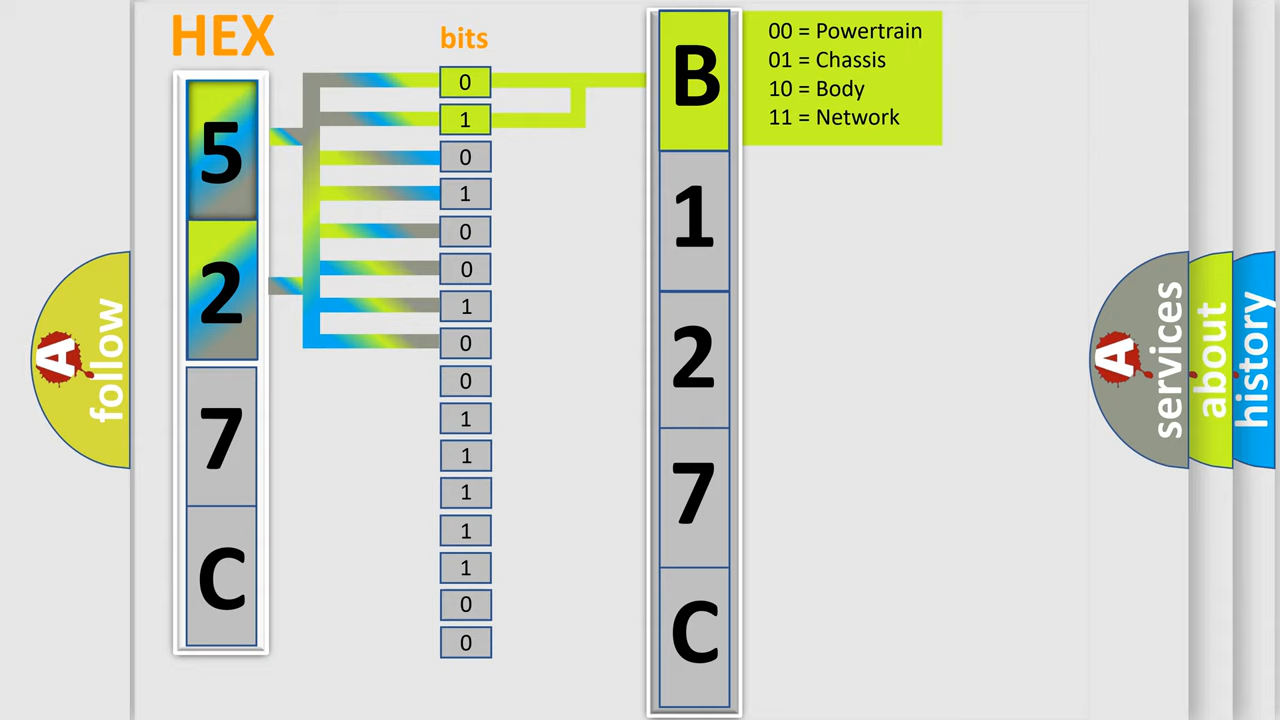 HEX
bits
5
2
7
C
0
1
0
1
0
0
1
0
0
1
1
1
1
1
0
0
B
1
2
7
C
00 = Powertrain
01 = Chassis
10 = Body
11 = Network
A
follow
A
services
about
history